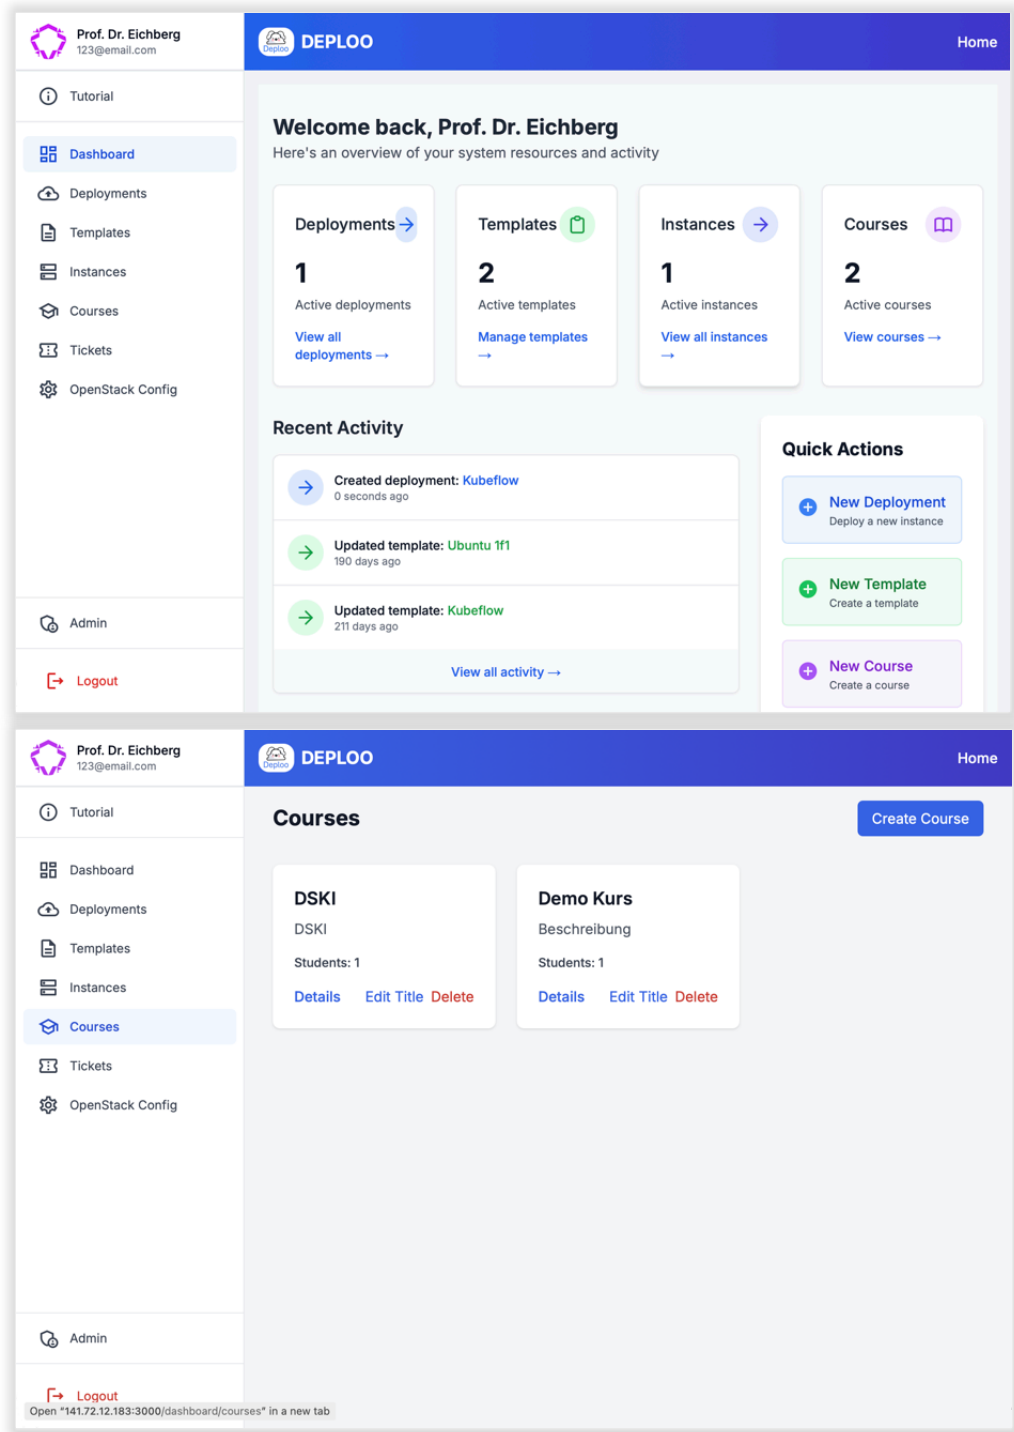 Prof. Dr. Eichberg
123@email.com
Deploo
DEPLOO
Home
Tutorial
Dashboard
Deployments
Templates
Instances
Courses
Tickets
OpenStack Config
Admin
Logout
Welcome back, Prof. Dr. Eichberg
Here's an overview of your system resources and activity
Deployments
1
Active deployments
View all
deployments →
Templates
2
Active templates
Manage templates
→
Instances
1
Active instances
View all instances
→
Courses
2
Active courses
View courses →
Recent Activity
Created deployment: Kubeflow
0 seconds ago
Updated template: Ubuntu 1f1
190 days ago
Updated template: Kubeflow
211 days ago
View all activity →
Quick Actions
New Deployment
Deploy a new instance
New Template
Create a template
New Course
Create a course
Prof. Dr. Eichberg
123@email.com
Deploo
DEPLOO
Home
Tutorial
Dashboard
Deployments
Templates
Instances
Courses
Tickets
OpenStack Config
Admin
Logout
Open "141.72.12.183:3000/dashboard/courses" in a new tab
Courses
Create Course
DSKI
DSKI
Students: 1
Details Edit Title Delete
Demo Kurs
Beschreibung
Students: 1
Details Edit Title Delete